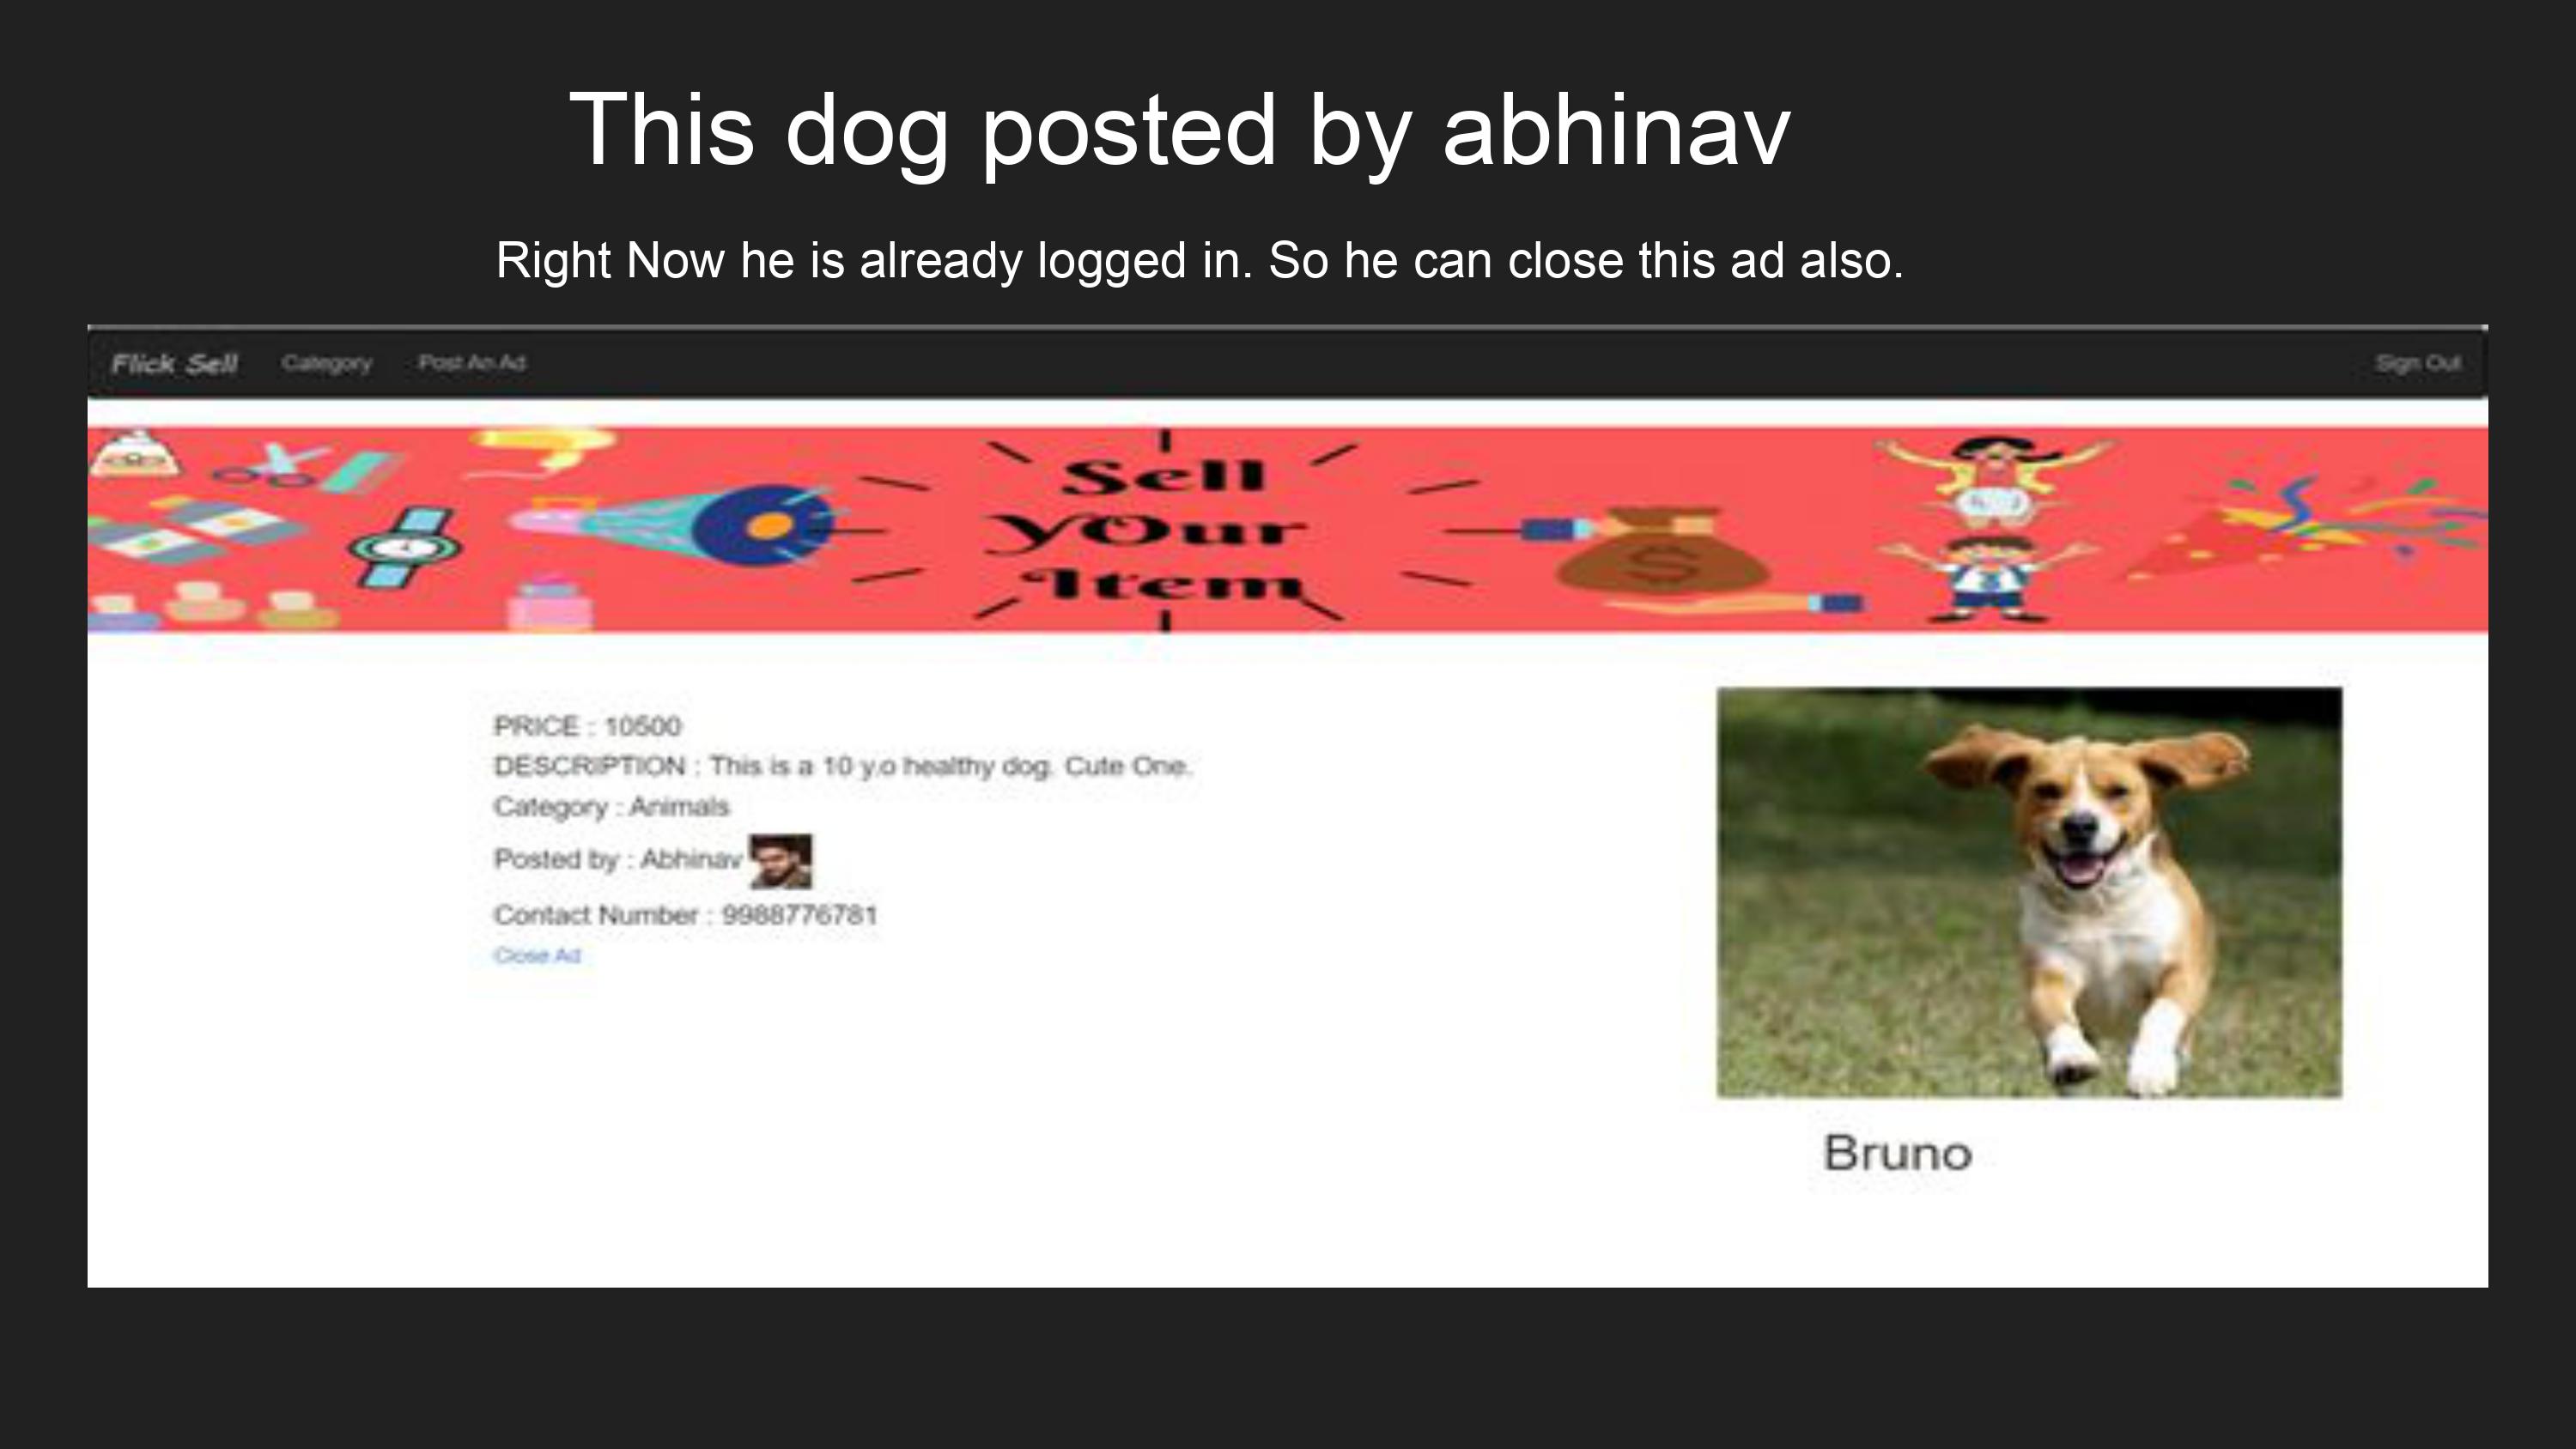 This dog posted by abhinav
Right Now he is already logged in. So he can close this ad also.
Flick Sell Category Post An Ad Sign Out
Sell
YOur
Item
$
PRICE : 10500
DESCRIPTION : This is a 10 y.o healthy dog. Cute One.
Category : Animals
Posted by : Abhinav
Contact Number : 9988776781
Close Ad
Bruno